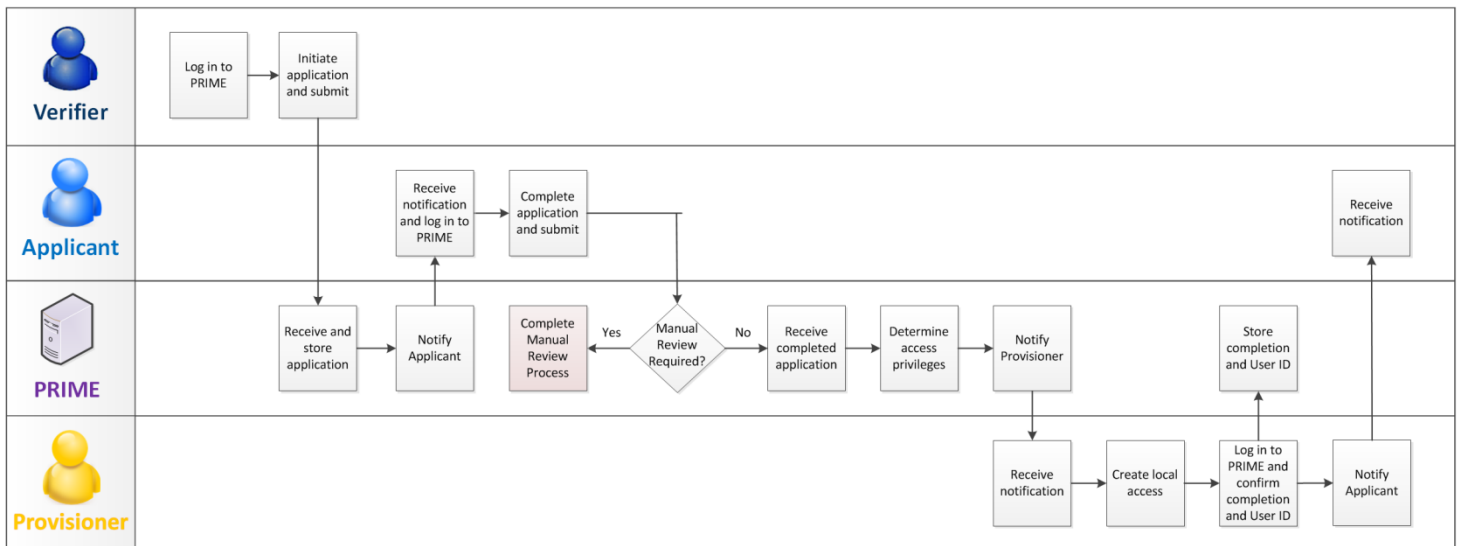 Log in to
PRIME
Initiate
application
and submit
Verifier
Receive
notification
and log in to
PRIME
Complete
application
and submit
Receive
notification
Applicant
Receive and
store
application
Notify
Applicant
Complete
Manual
Review
Process
Yes
Manual
Review
Required?
No
Receive
completed
application
Determine
access
privileges
Notify
Provisioner
Store
completion
and User ID
PRIME
Receive
notification
Create local
access
Log in to
PRIME and
confirm
completion
and User ID
Notify
Applicant
Provisioner